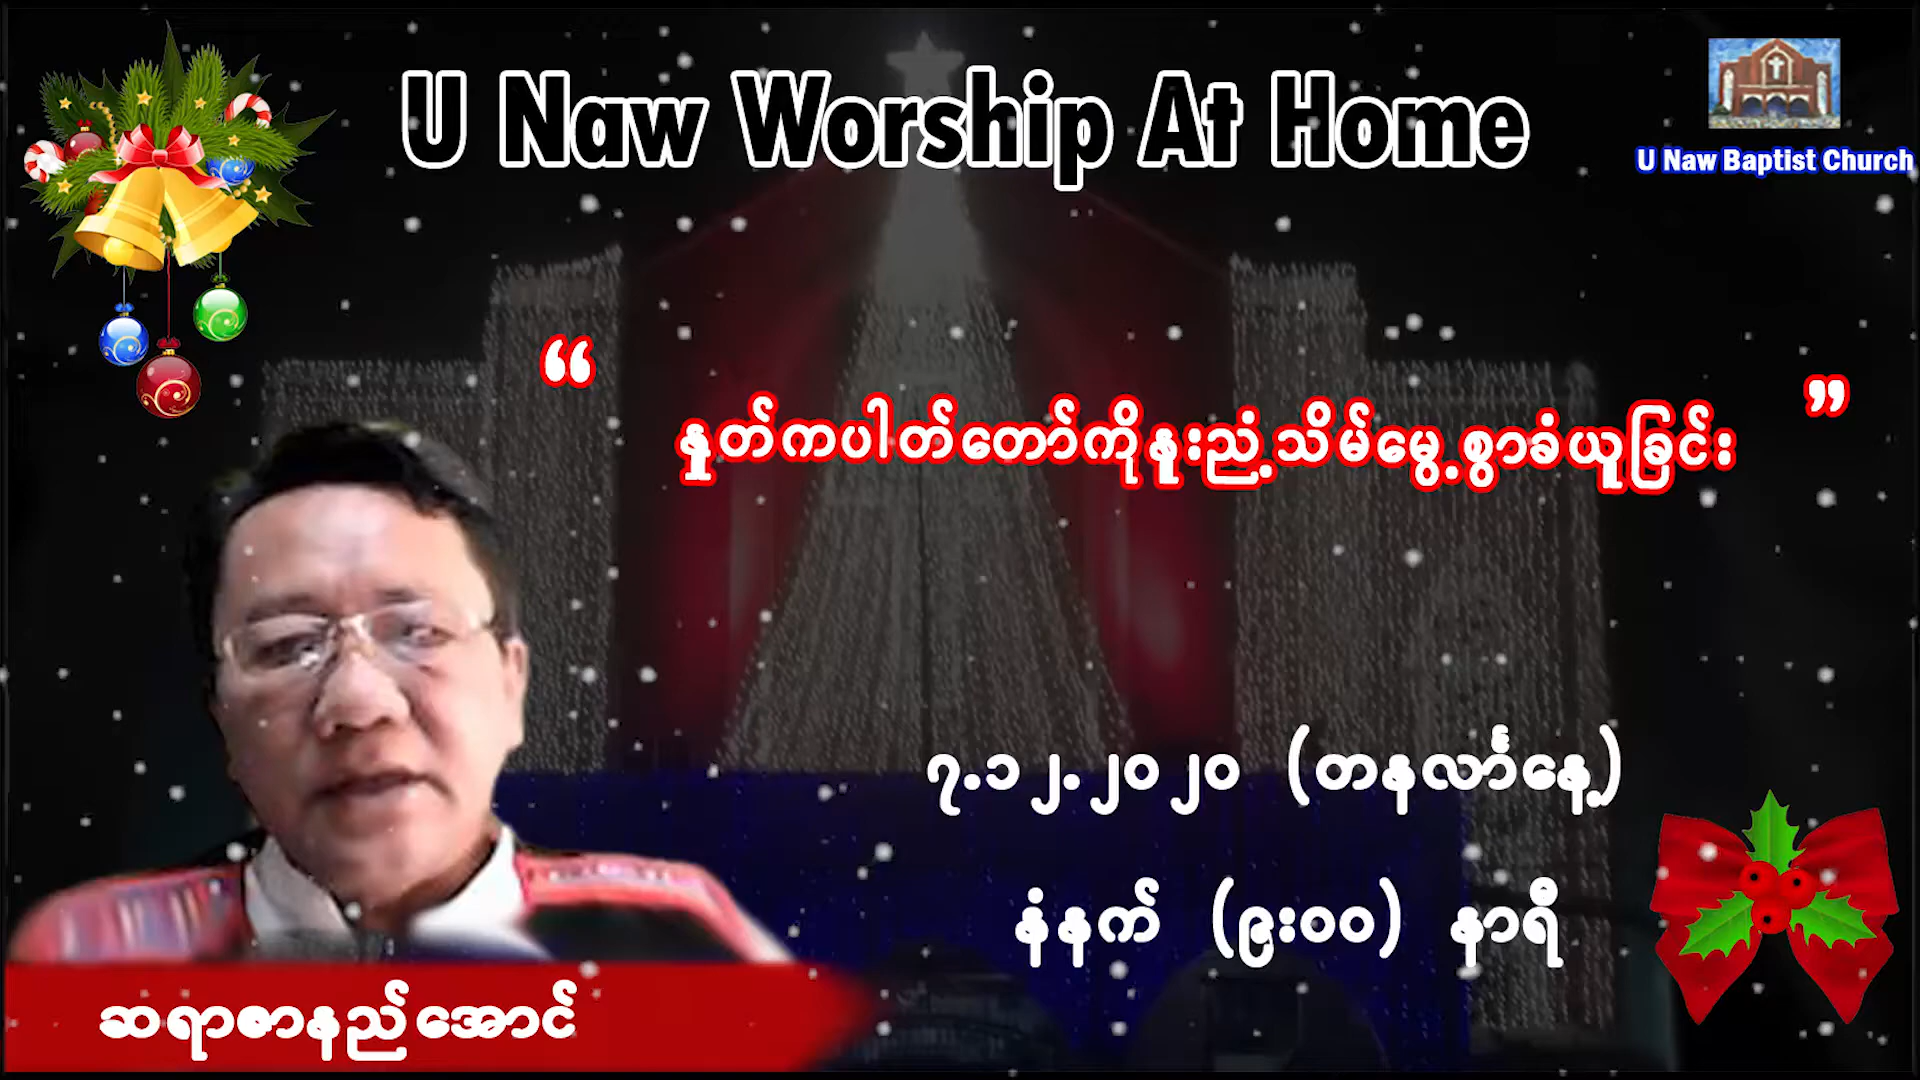 U Naw Worship At Home
U Naw Baptist Church
“ နှုတ်ကပါတ်တော်ကိုနူးညံ့သိမ်မွေ့စွာခံယူခြင်း ”
၇.၁၂.၂၀၂၀ (တနင်္လာနေ့)
နံနက် (၉း၀၀) နာရီ
ဆရာဇာနည်အောင်